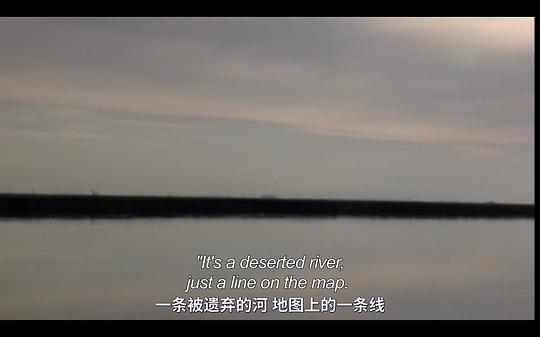 "It's a deserted river,
just a line on the map.
一条被遗弃的河 地图上的一条线